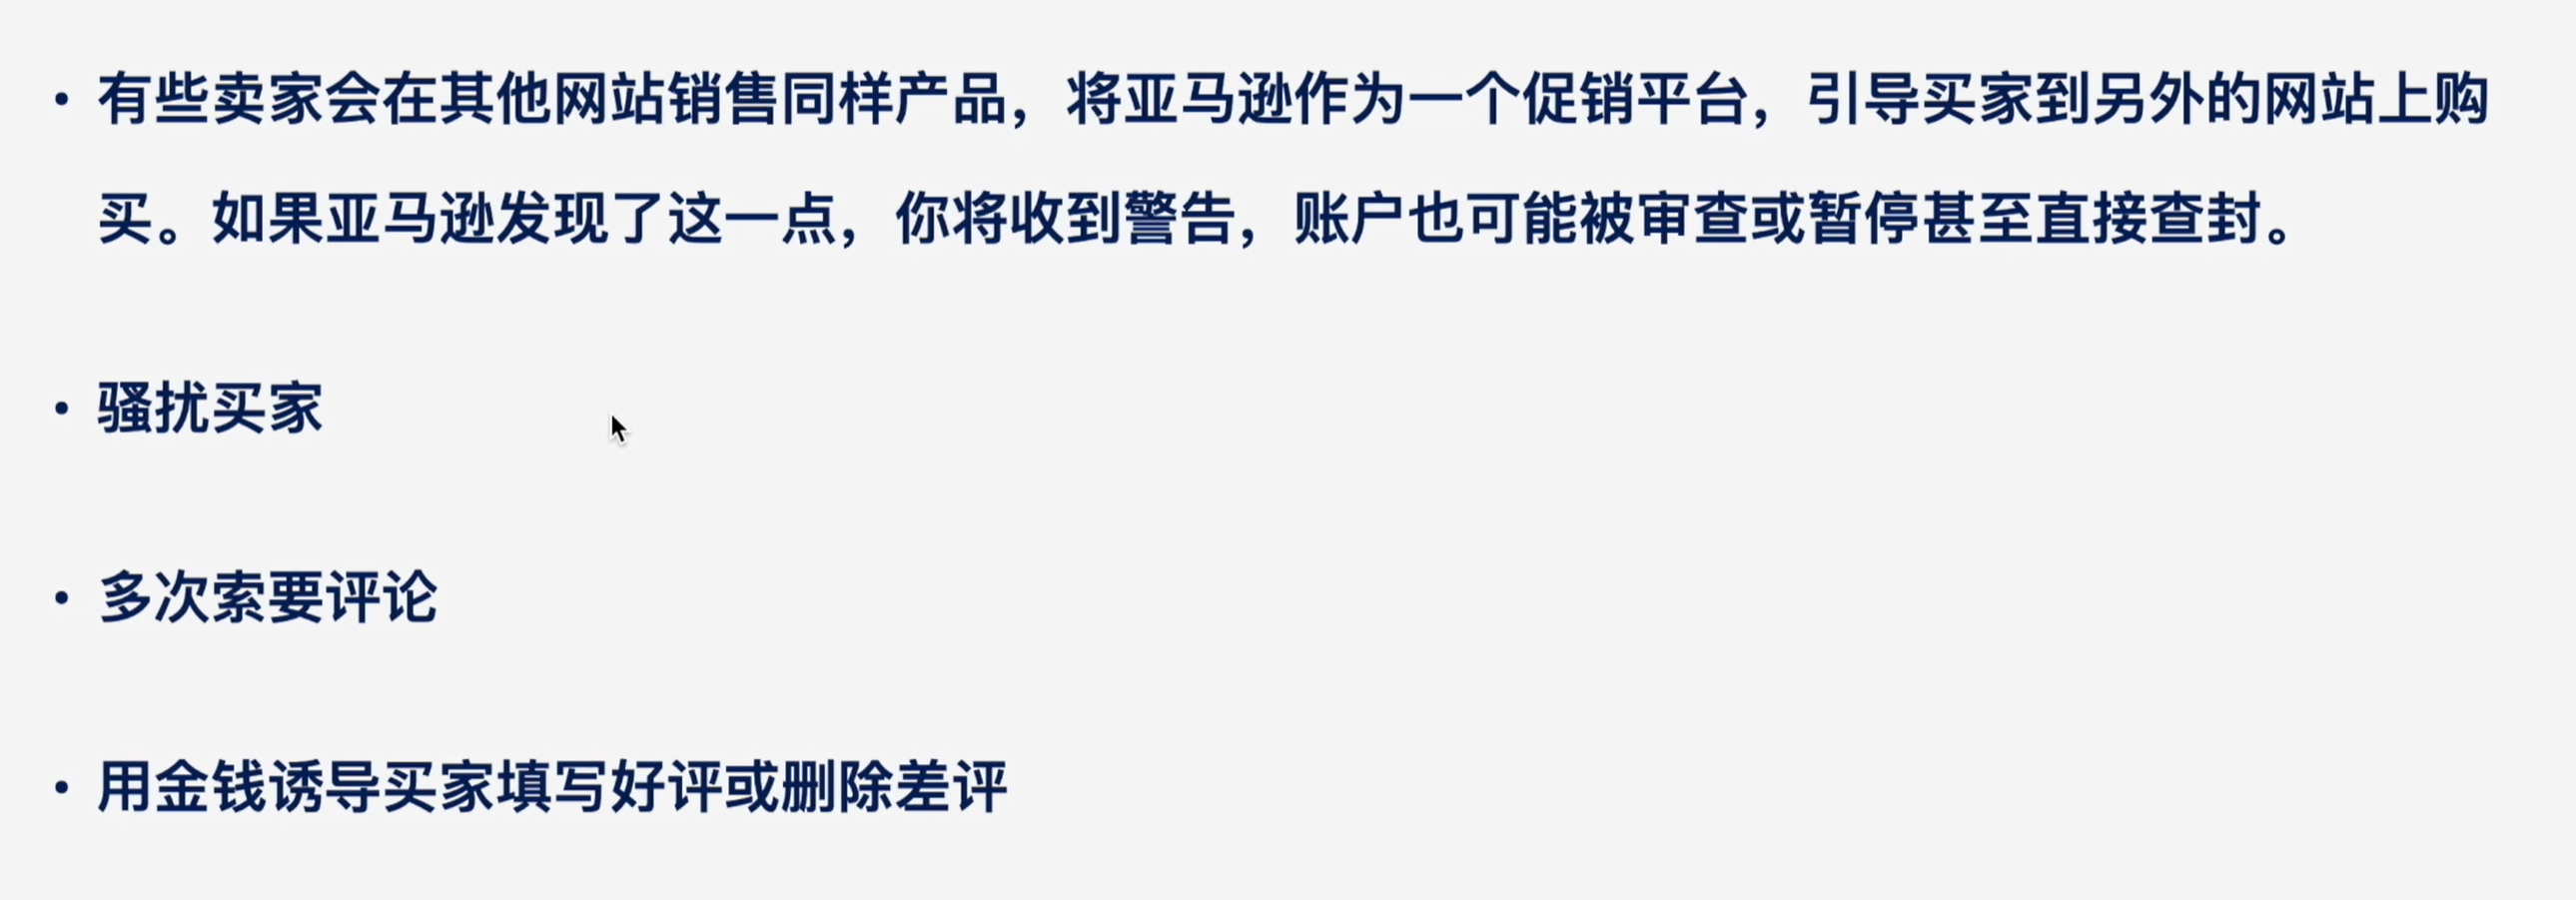 • 有些卖家会在其他网站销售同样产品，将亚马逊作为一个促销平台，引导买家到另外的网站上购
买。如果亚马逊发现了这一点，你将收到警告，账户也可能被审查或暂停甚至直接查封。
• 骚扰买家
• 多次索要评论
• 用金钱诱导买家填写好评或删除差评